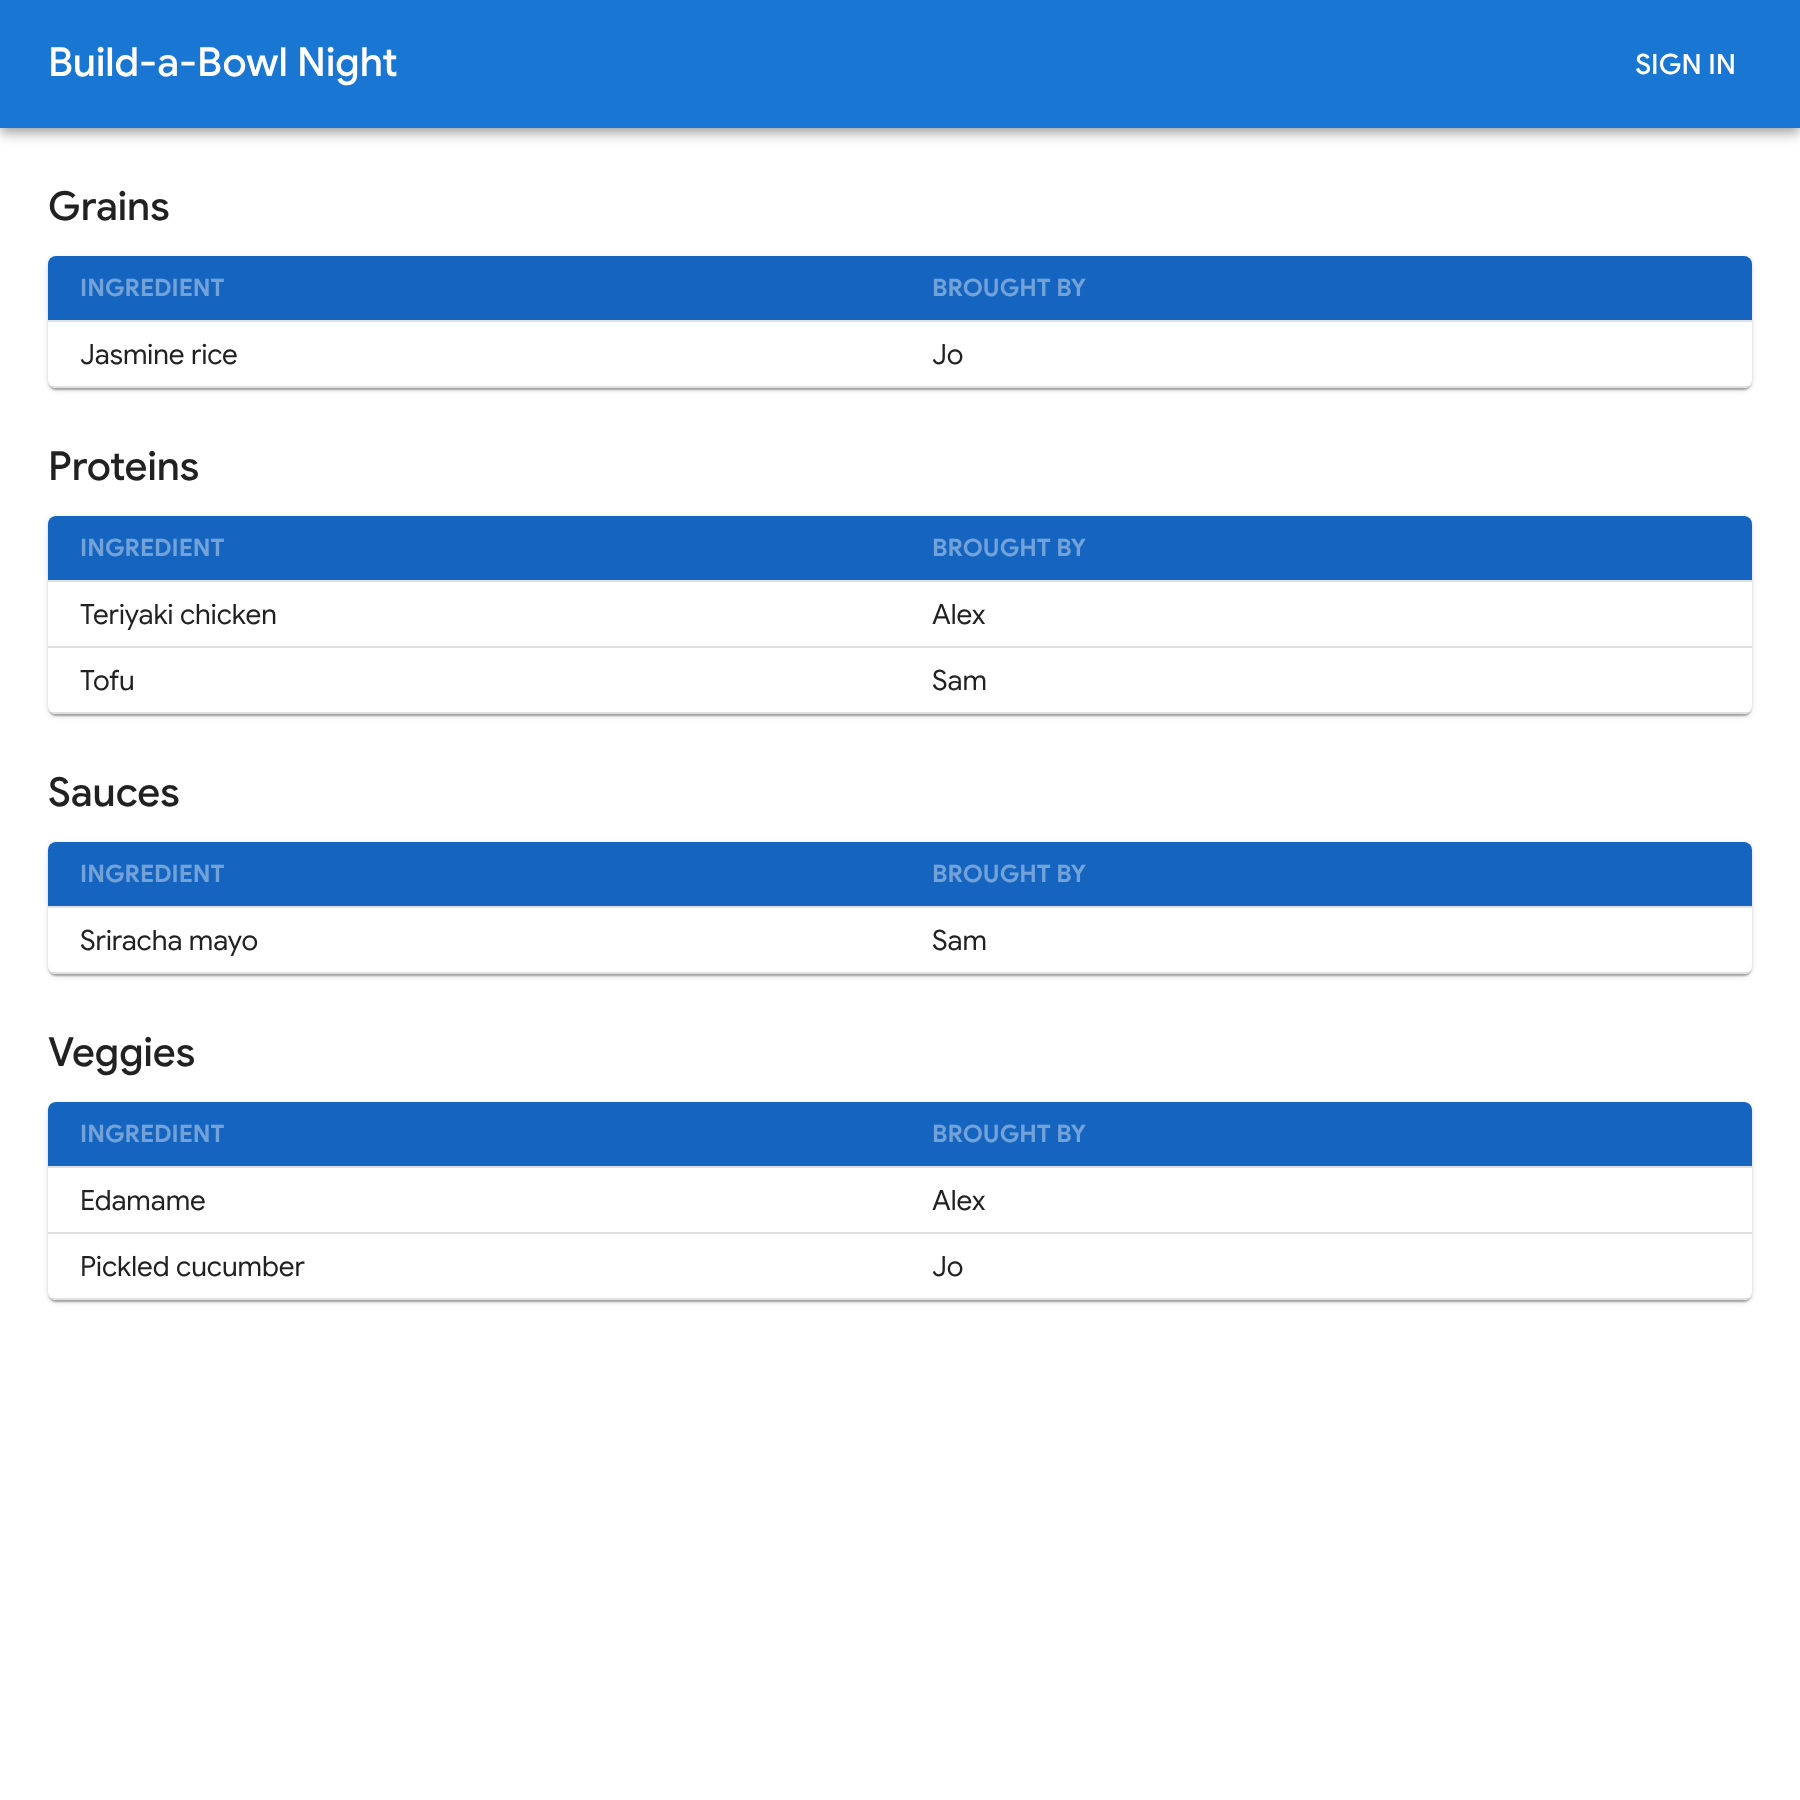 Build-a-Bowl Night
SIGN IN
Grains
INGREDIENT BROUGHT BY
Jasmine rice Jo
Proteins
INGREDIENT BROUGHT BY
Teriyaki chicken Alex
Tofu Sam
Sauces
INGREDIENT BROUGHT BY
Sriracha mayo Sam
Veggies
INGREDIENT BROUGHT BY
Edamame Alex
Pickled cucumber Jo